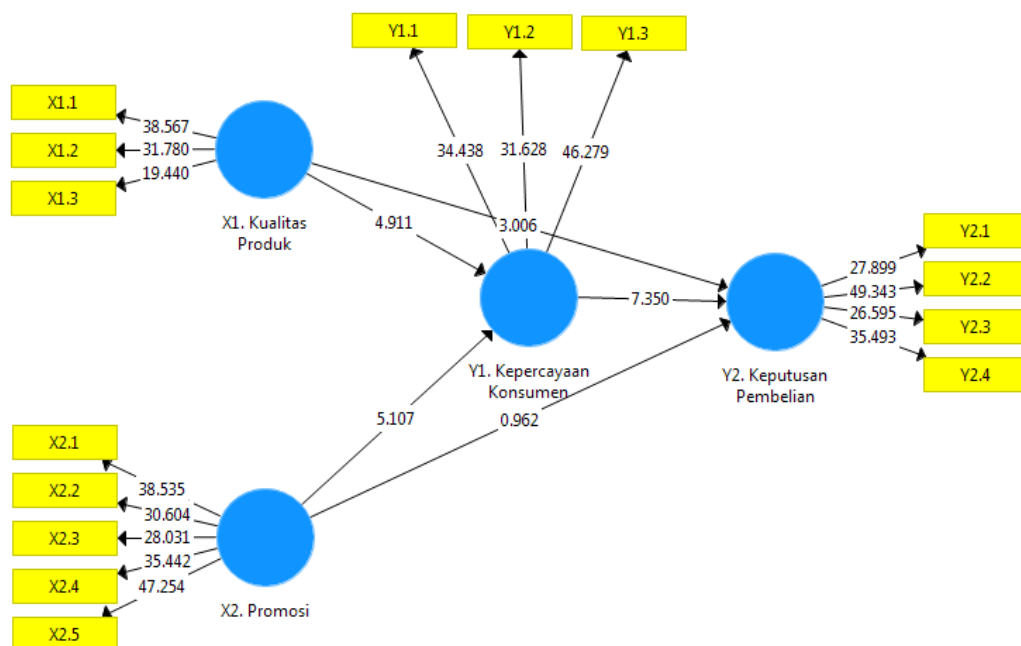 Y1.1
Y1.2
Y1.3
X1.1
38.567
X1.2
31.780
X1.3
19.440
34.438
31.628
46.279
X1. Kualitas
Produk
4.911
3.006
Y2.1
27.899
Y2.2
49.343
26.595
Y2.3
35.493
Y2.4
7.350
Y1. Kepercayaan
Konsumen
Y2. Keputusan
Pembelian
5.107
0.962
X2.1
38.535
X2.2
30.604
X2.3
28.031
35.442
X2.4
47.254
X2.5
X2. Promosi